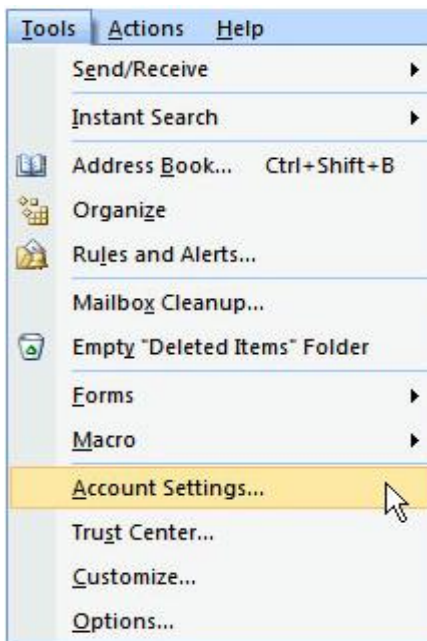 Tools Actions Help
Send/Receive
Instant Search
Address Book... Ctrl+Shift+B
Organize
Rules and Alerts...
Mailbox Cleanup...
Empty "Deleted Items" Folder
Forms
Macro
Account Settings...
Trust Center...
Customize...
Options...